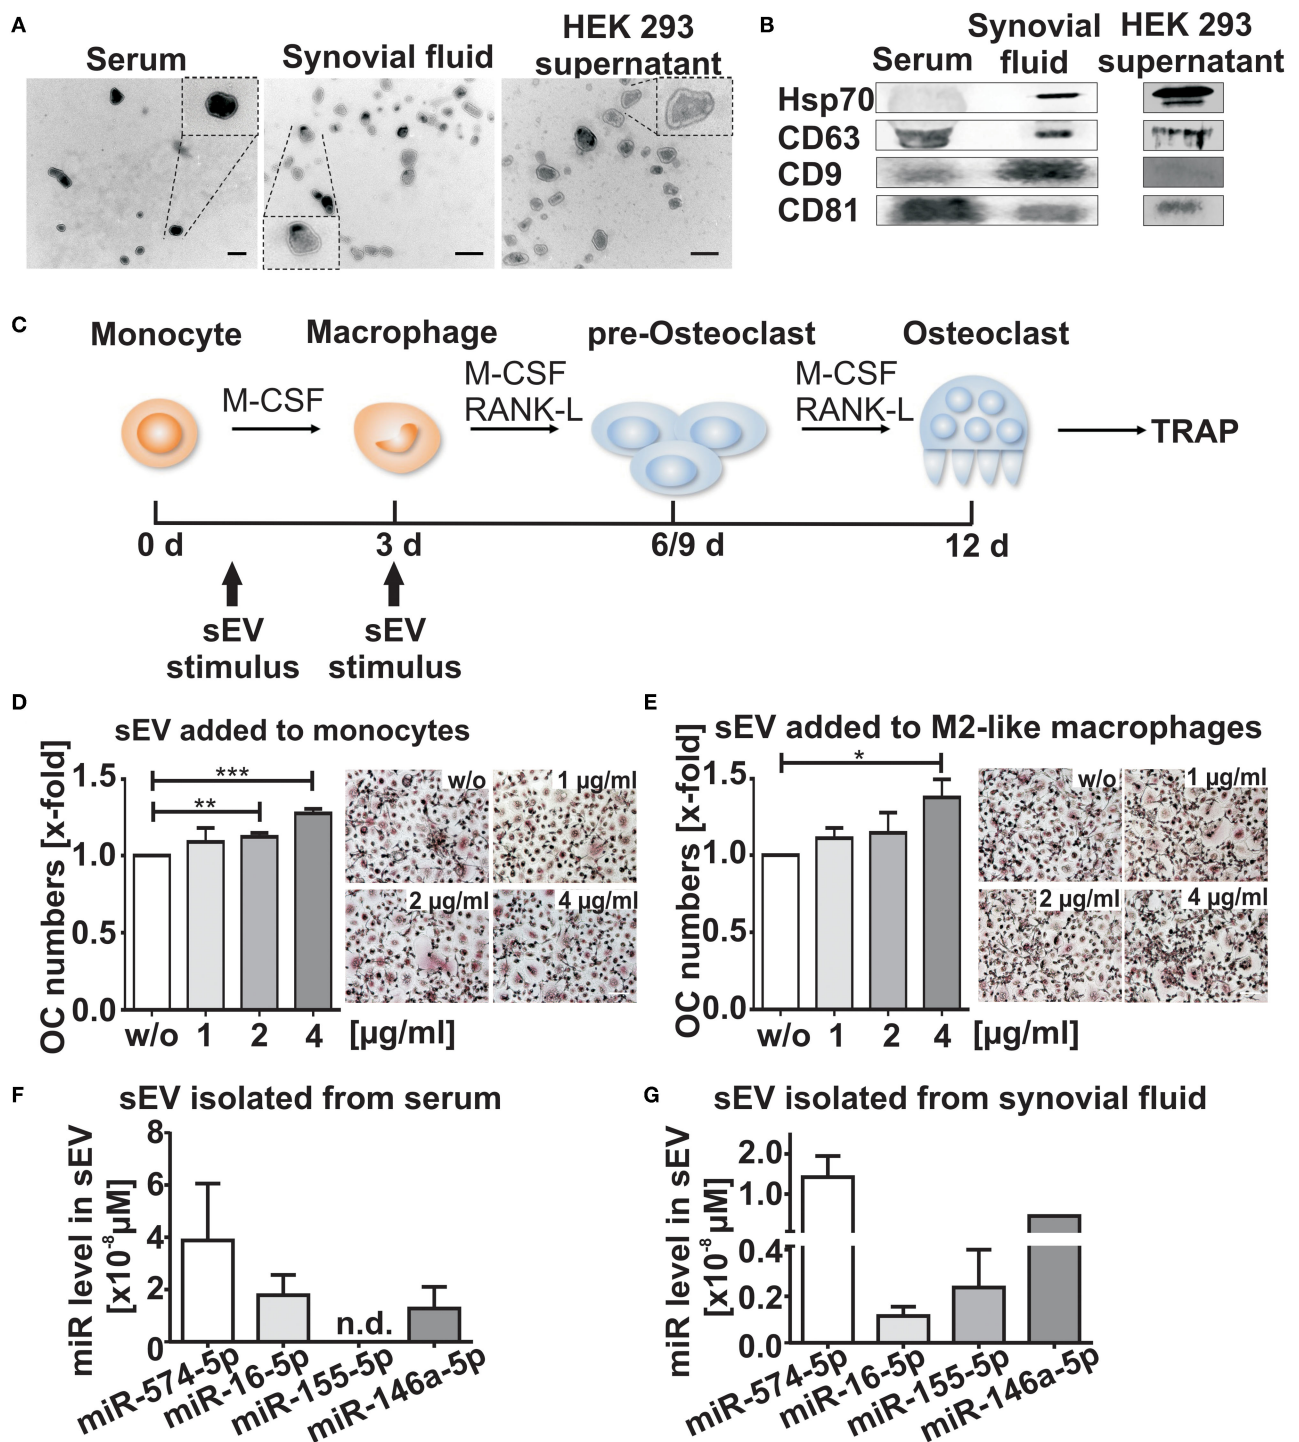 A
Serum
Synovial fluid
HEK 293
supernatant
B
Serum
Synovial
fluid
HEK 293
supernatant
Hsp70
CD63
CD9
CD81
C
Monocyte
Macrophage
pre-Osteoclast
Osteoclast
M-CSF
M-CSF
RANK-L
M-CSF
RANK-L
TRAP
0 d
3 d
6/9 d
12 d
sEV
stimulus
sEV
stimulus
D
sEV added to monocytes
OC numbers [x-fold]
1.5
1.0
0.5
0.0
***
**
w/o 1 2 4 [µg/ml]
w/o
1 µg/ml
2 µg/ml
4 µg/ml
E
sEV added to M2-like macrophages
OC numbers [x-fold]
1.5
1.0
0.5
0.0
*
w/o 1 2 4 [µg/ml]
w/o
1 µg/ml
2 µg/ml
4 µg/ml
F
sEV isolated from serum
miR level in sEV
[x10⁻⁸µM]
8
6
4
2
0
n.d.
miR-574-5p
miR-16-5p
miR-155-5p
miR-146a-5p
G
sEV isolated from synovial fluid
miR level in sEV
[x10⁻⁸µM]
2.0
1.0
0.4
0.2
0.0
miR-574-5p
miR-16-5p
miR-155-5p
miR-146a-5p